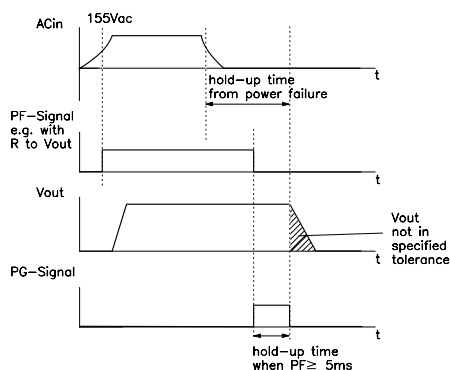 155Vac
ACin
t
hold-up time
from power failure
PF-Signal
e.g. with
R to Vout
t
Vout
Vout
not in
specified
tolerance
t
PG-Signal
t
hold-up time
when PF≥ 5ms